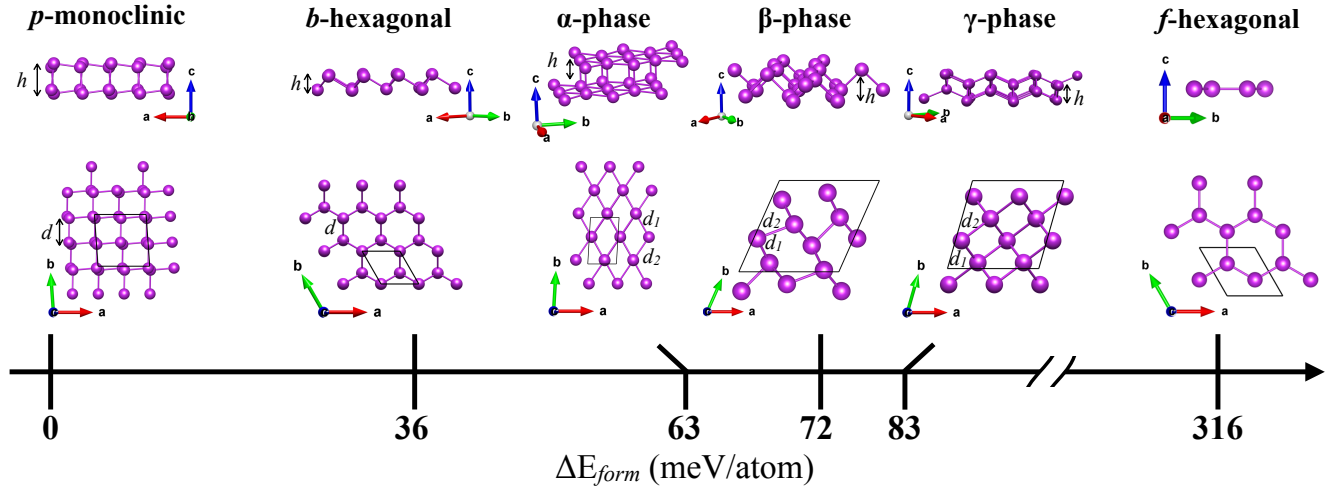 p-monoclinic
b-hexagonal
α-phase
β-phase
γ-phase
f-hexagonal
h
c
a
b
h
c
a
b
h
c
a
b
h
c
a
b
h
c
b
a
c
a
b
d
b
a
d
b
a
d1
d2
b
a
d2
d1
b
a
d2
d1
b
a
b
a
0
36
63
72
83
316
ΔEform (meV/atom)